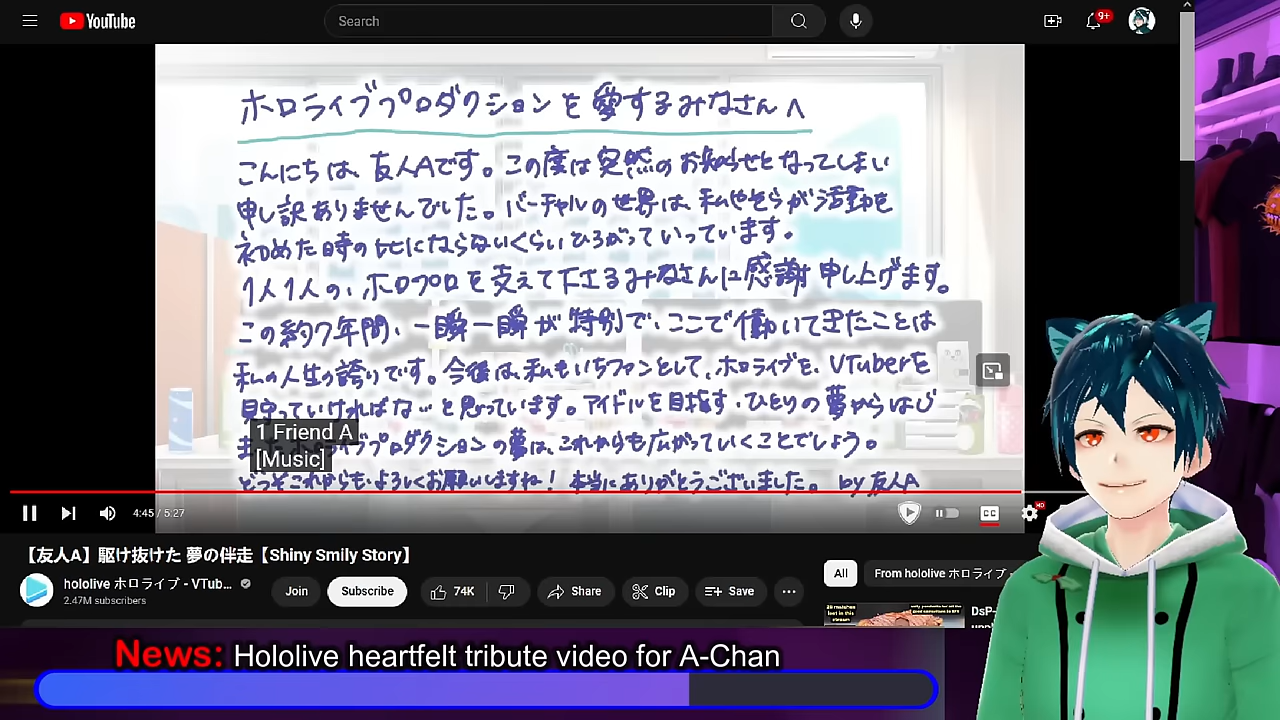 YouTube
Search
9+
ホロライブプロダクションを愛するみなさんへ
こんにちは、友人Aです。この度は突然のお知らせとなってしまい
申し訳ありませんでした。バーチャルの世界は、私やそらが活動を
初めた時の比にならないくらいひろがっていっています。
1人1人の、ホロプロを支えて下さるみなさんに感謝申し上げます。
この約7年間、一瞬一瞬が特別で、ここで働いてきたことは
私の人生の誇りです。今後は、私もいちファンとして、ホロライブを、VTuberを
見守っていければな…と思っています。アイドルを目指す、ひとりの夢からはじ
プロダクションの夢は、これからも広がっていくことでしょう。
どうぞこれからもよろしくお願いしますね! 本当にありがとうございました。 by 友人A
1 Friend A
[Music]
4:45 / 5:27
CC
HD
【友人A】駆け抜けた 夢の伴走【Shiny Smily Story】
hololive ホロライブ - VTub...
2.47M subscribers
Join
Subscribe
74K
Share
Clip
Save
All
From hololive ホロライブ -
DsP-
News: Hololive heartfelt tribute video for A-Chan